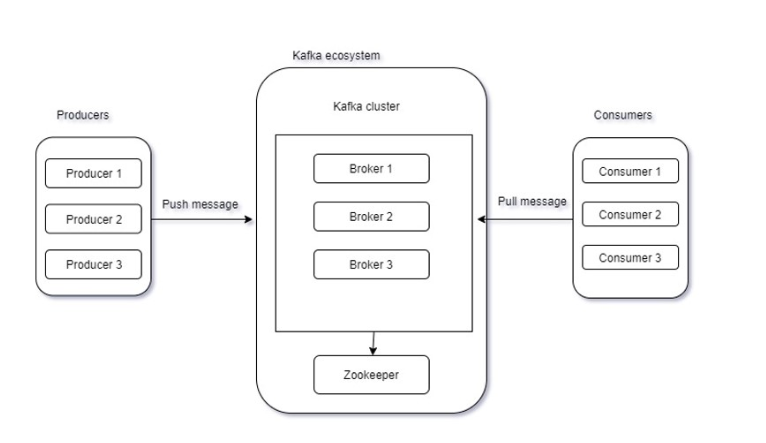 Kafka ecosystem
Kafka cluster
Producers
Consumers
Producer 1
Producer 2
Producer 3
Push message
Broker 1
Broker 2
Broker 3
Pull message
Consumer 1
Consumer 2
Consumer 3
Zookeeper